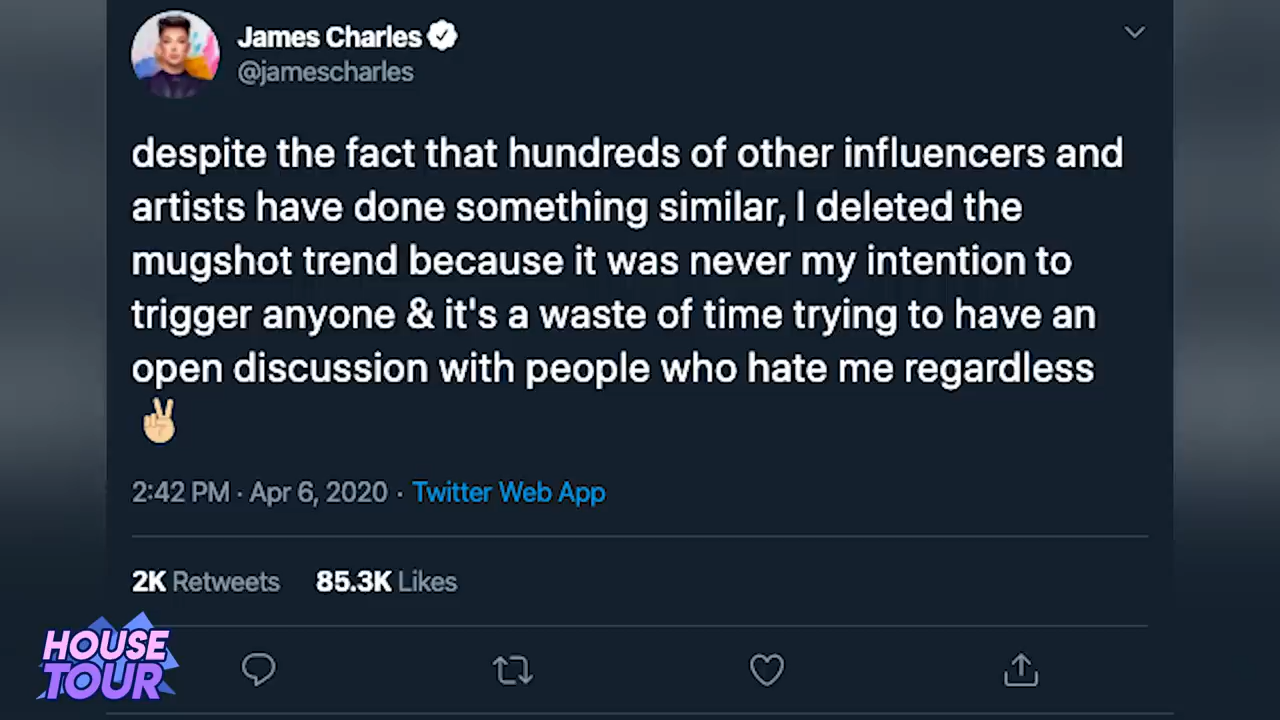 James Charles
@jamescharles
despite the fact that hundreds of other influencers and
artists have done something similar, I deleted the
mugshot trend because it was never my intention to
trigger anyone & it's a waste of time trying to have an
open discussion with people who hate me regardless
✌🏼
2:42 PM · Apr 6, 2020 · Twitter Web App
2K Retweets 85.3K Likes
HOUSE
TOUR